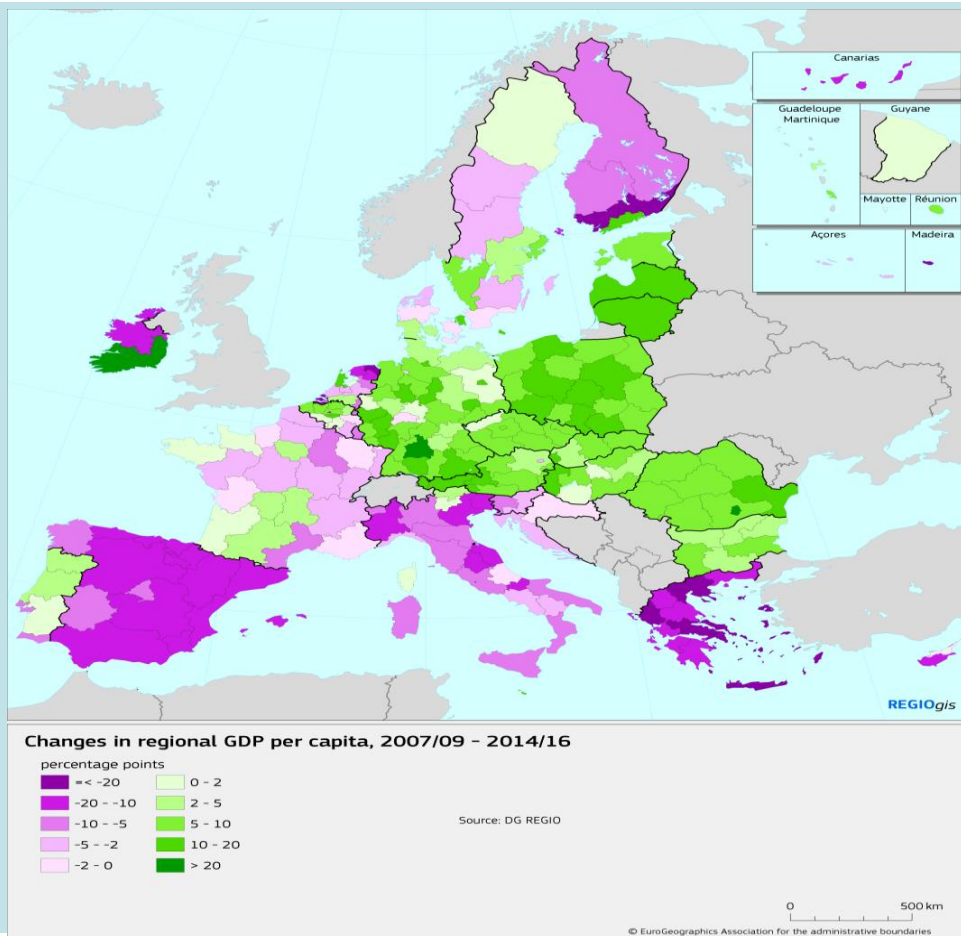 Canarias
Guadeloupe
Martinique
Guyane
Mayotte
Réunion
Açores
Madeira
REGIOgis
Changes in regional GDP per capita, 2007/09 - 2014/16
percentage points
=< -20
-20 - -10
-10 - -5
-5 - -2
-2 - 0
0 - 2
2 - 5
5 - 10
10 - 20
> 20
Source: DG REGIO
0 500 km
© EuroGeographics Association for the administrative boundaries